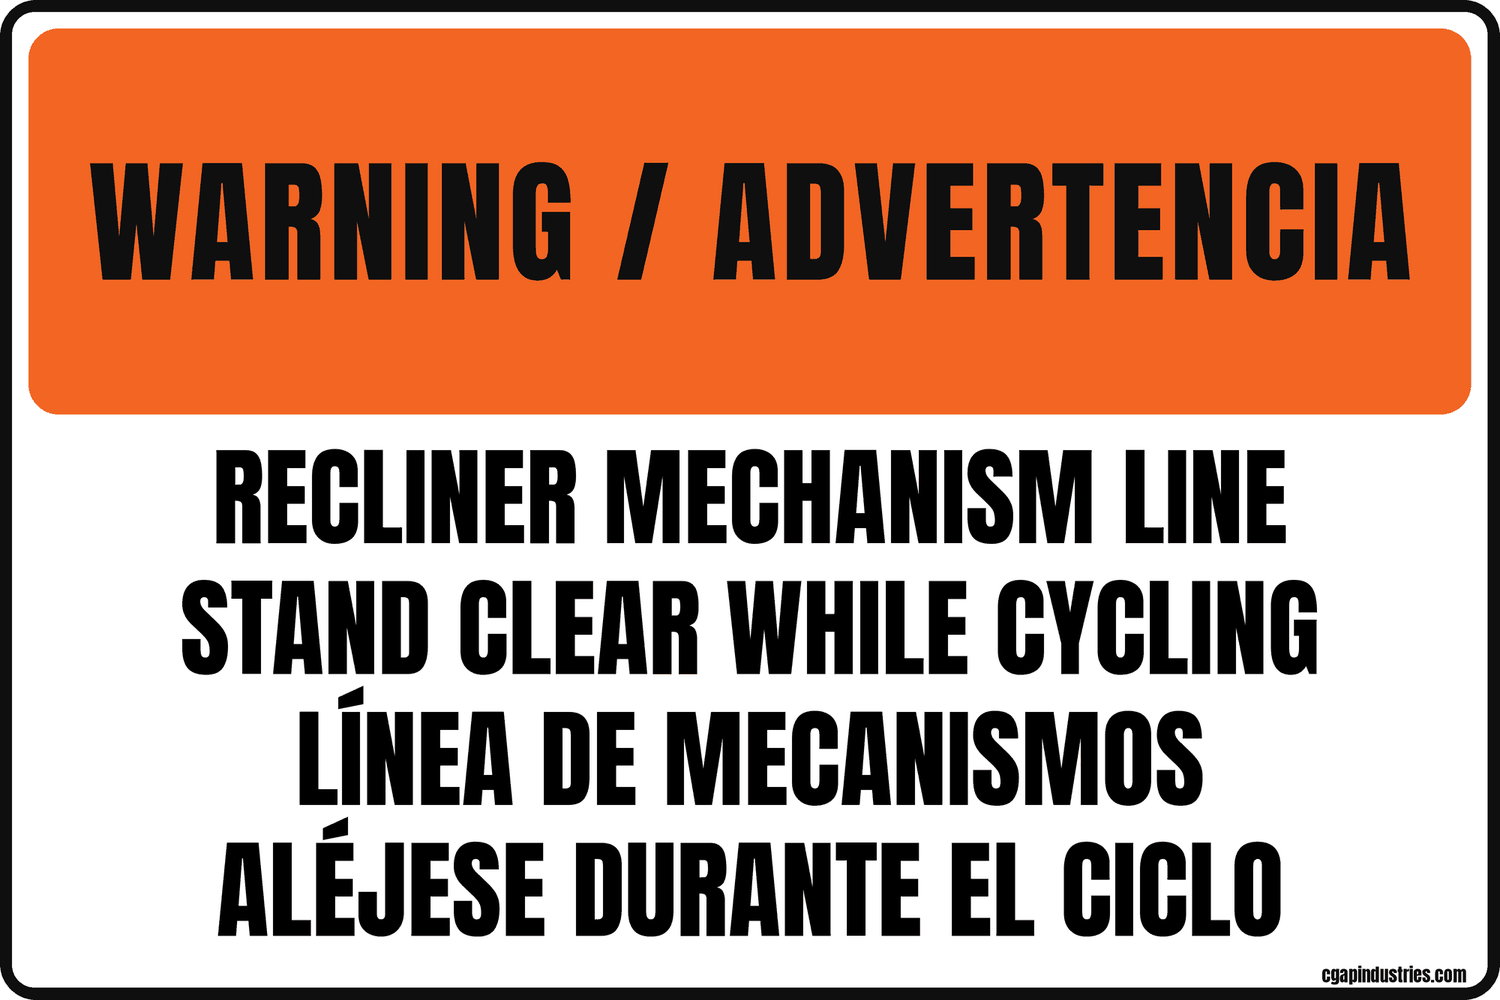 WARNING / ADVERTENCIA
RECLINER MECHANISM LINE
STAND CLEAR WHILE CYCLING
LÍNEA DE MECANISMOS
ALÉJESE DURANTE EL CICLO
cgapindustries.com